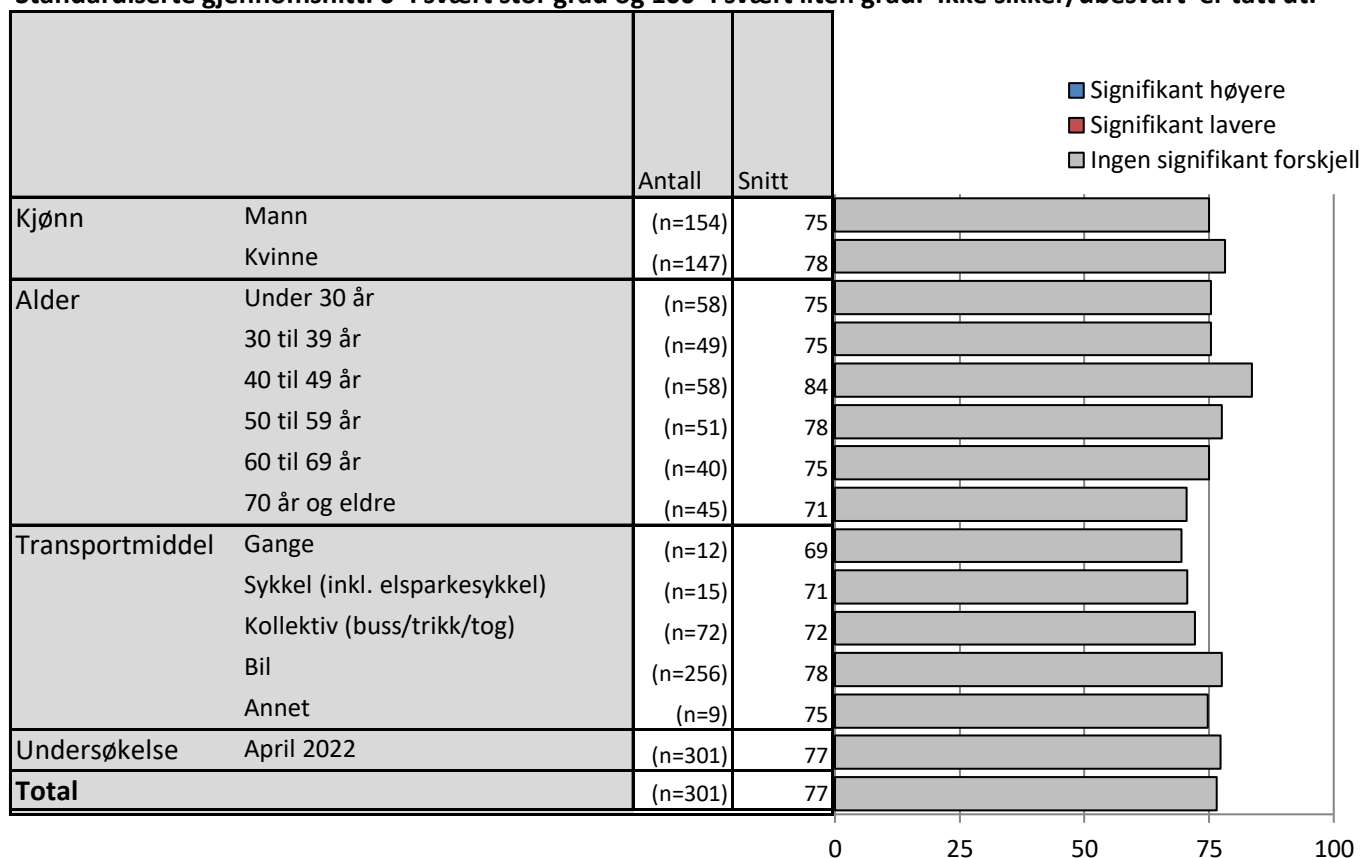 Signifikant høyere
Signifikant lavere
Ingen signifikant forskjell
Antall Snitt
Kjønn Mann (n=154) 75
Kvinne (n=147) 78
Alder Under 30 år (n=58) 75
30 til 39 år (n=49) 75
40 til 49 år (n=58) 84
50 til 59 år (n=51) 78
60 til 69 år (n=40) 75
70 år og eldre (n=45) 71
Transportmiddel Gange (n=12) 69
Sykkel (inkl. elsparkesykkel) (n=15) 71
Kollektiv (buss/trikk/tog) (n=72) 72
Bil (n=256) 78
Annet (n=9) 75
Undersøkelse April 2022 (n=301) 77
Total (n=301) 77
0 25 50 75 100